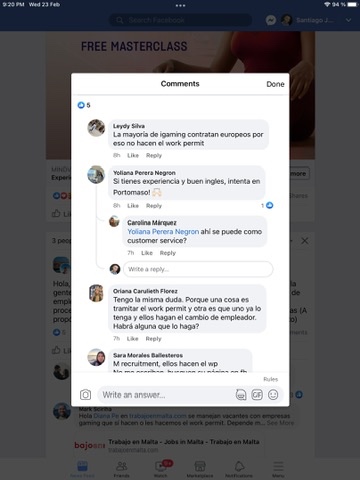 9:20 PM Wed 23 Feb
94 %
Search Facebook
Santiago J...
FREE MASTERCLASS
Comments
Done
5
Leydy Silva
La mayoría de igaming contratan europeos por
eso no hacen el work permit
8h Like Reply
Yoliana Perera Negron
Si tienes experiencia y buen ingles, intenta en
Portomaso!
8h Like Reply
1
Carolina Márquez
Yoliana Perera Negron ahí se puede como
customer service?
7h Like Reply
Write a reply...
Oriana Carulieth Florez
Tengo la misma duda. Porque una cosa es
tramitar el work permit y otra es que uno ya lo
tenga y ellos hagan el cambio de empleador.
Habrá alguna que lo haga?
7h Like Reply
Sara Morales Ballesteros
M recruitment, ellos hacen el wp
Rules
Write an answer...
GIF
Hola Diana Fe en trabajoenmalta.com se manejan vacantes con empresas
gaming que si hacen o les hacemos el work permit. Depende m... See More
Trabajo en Malta - Jobs in Malta - Trabajo en
trabajoenmalta.com
News Feed
Friends
Watch
Marketplace
Notifications
Menu